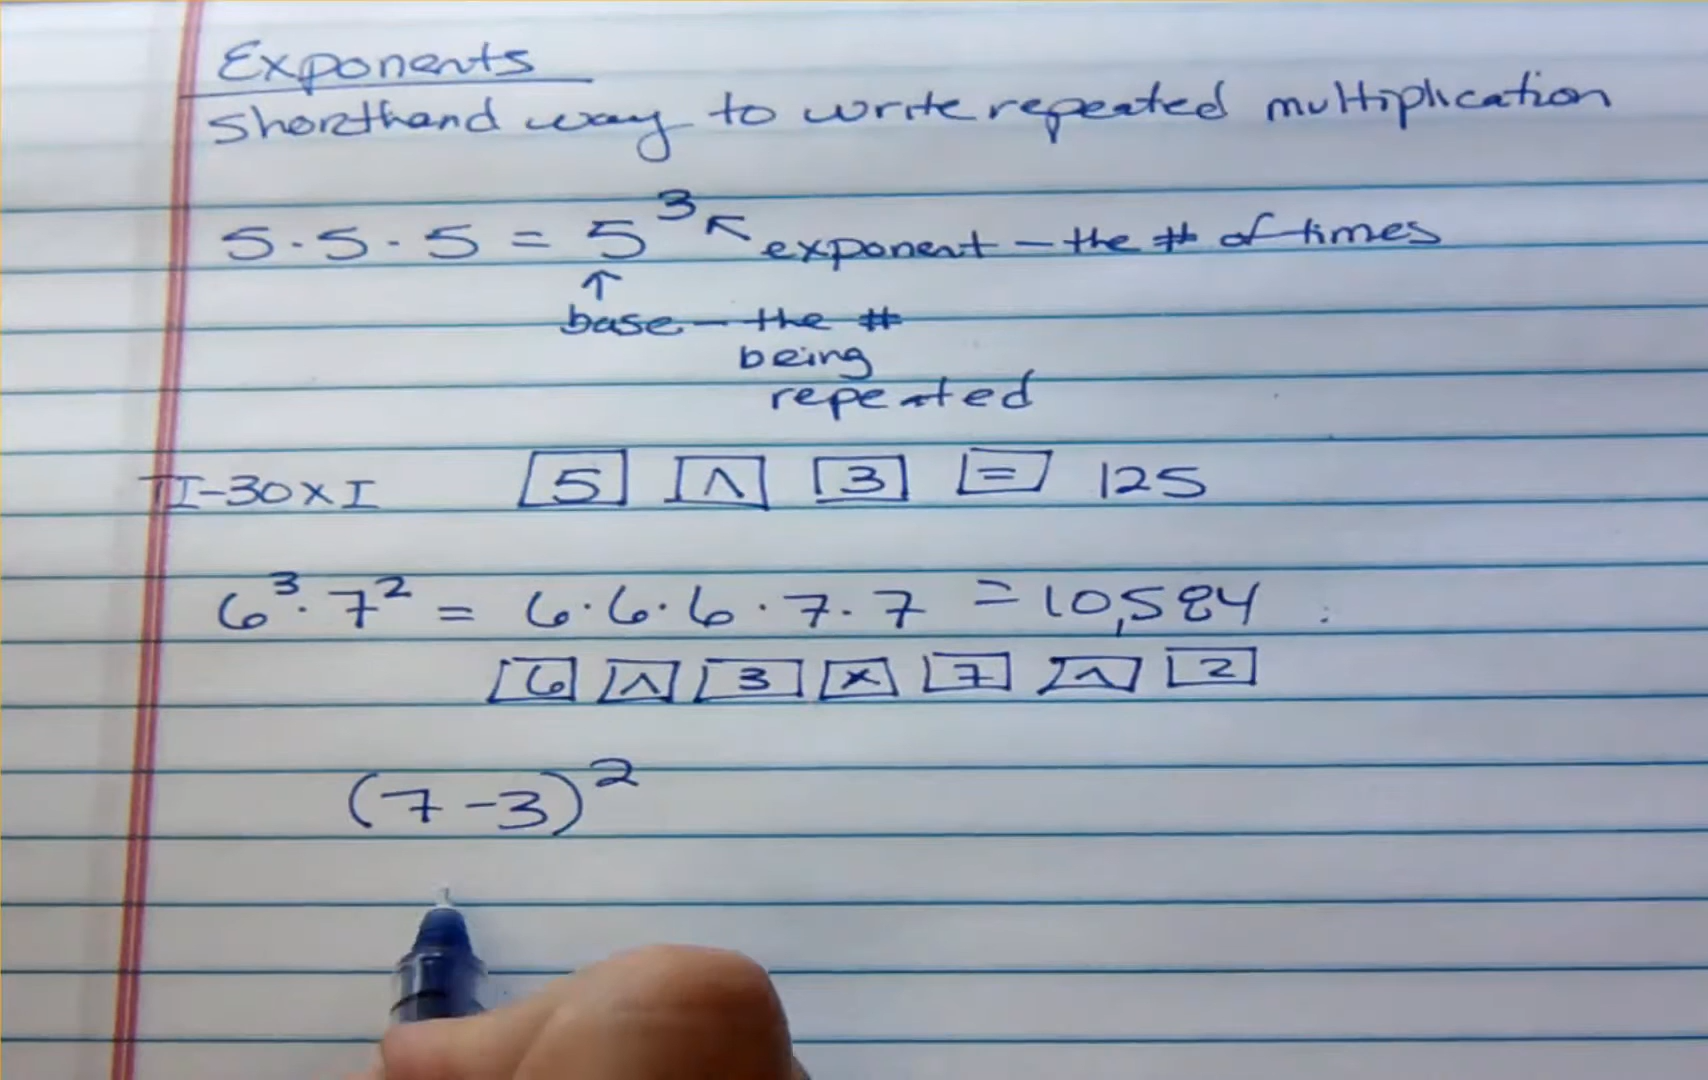 Exponents
Shorthand way to write repeated multiplication
5·5·5 = 5³ ↖ exponent – the # of times
↑
base – the #
being
repeated
TI-30XI 5 ^ 3 = 125
6³·7² = 6·6·6·7·7 = 10,584
6 ^ 3 × 7 ^ 2
(7-3)²